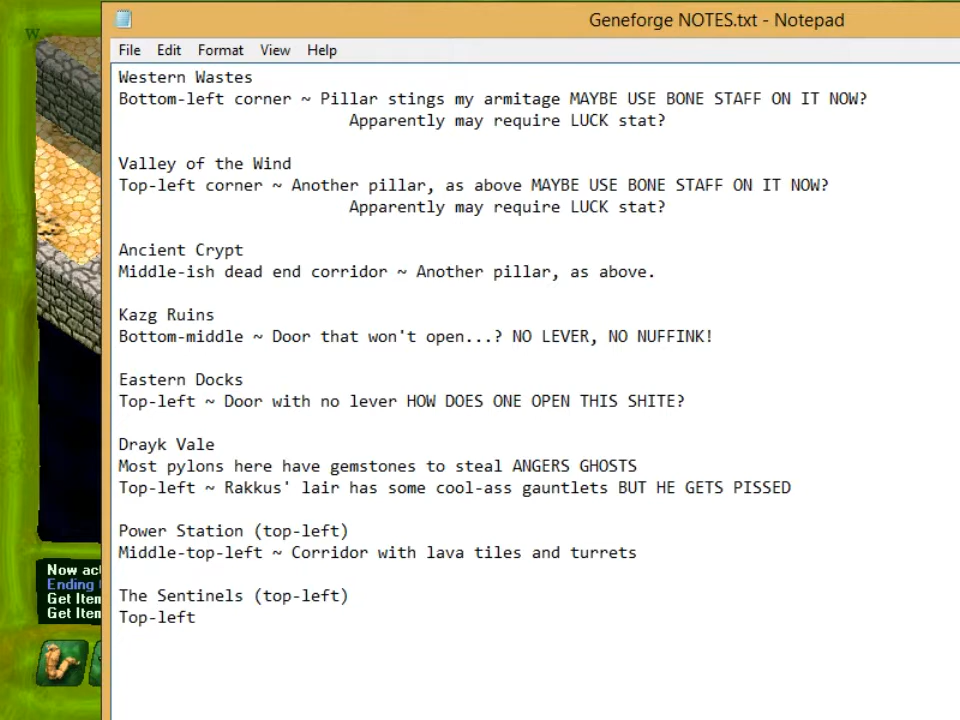 Geneforge NOTES.txt - Notepad
File Edit Format View Help
Western Wastes
Bottom-left corner ~ Pillar stings my armitage MAYBE USE BONE STAFF ON IT NOW?
Apparently may require LUCK stat?
Valley of the Wind
Top-left corner ~ Another pillar, as above MAYBE USE BONE STAFF ON IT NOW?
Apparently may require LUCK stat?
Ancient Crypt
Middle-ish dead end corridor ~ Another pillar, as above.
Kazg Ruins
Bottom-middle ~ Door that won't open...? NO LEVER, NO NUFFINK!
Eastern Docks
Top-left ~ Door with no lever HOW DOES ONE OPEN THIS SHITE?
Drayk Vale
Most pylons here have gemstones to steal ANGERS GHOSTS
Top-left ~ Rakkus' lair has some cool-ass gauntlets BUT HE GETS PISSED
Power Station (top-left)
Middle-top-left ~ Corridor with lava tiles and turrets
The Sentinels (top-left)
Top-left
Now
Ending
Get
Get